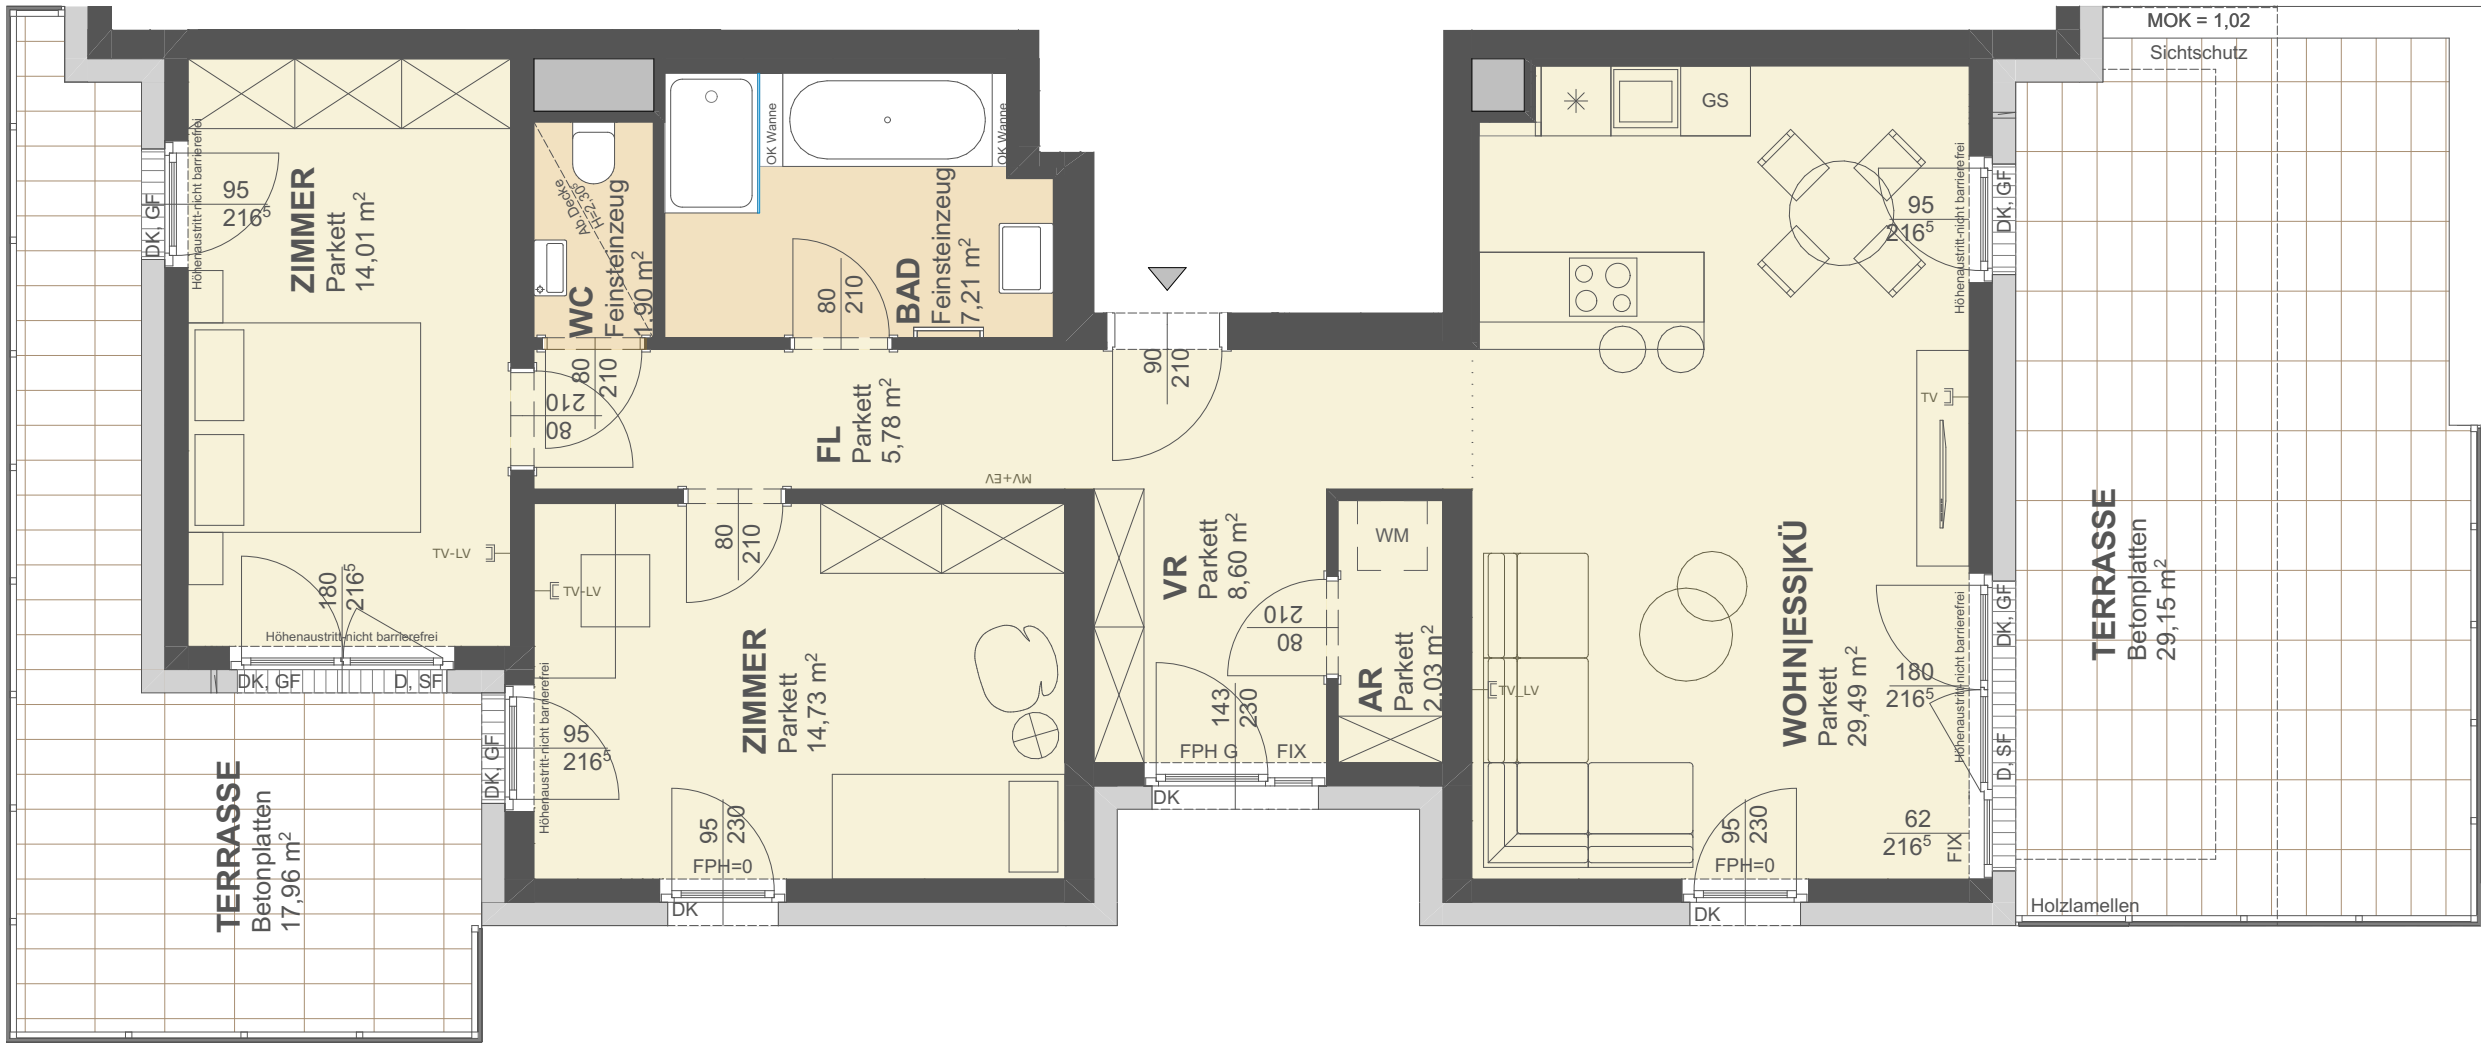 MOK = 1,02
Sichtschutz
ZIMMER
Parkett
14,01 m²
95
216⁵
DK, GF
Höhenaustritt-nicht barrierefrei
TV-LV
180
216⁵
Höhenaustritt-nicht barrierefrei
DK, GF
D, SF
WC
Feinsteinzeug
1,90 m²
Ab. Decke
H=2,30⁵
80
210
80
210
BAD
Feinsteinzeug
7,21 m²
OK Wanne
OK Wanne
80
210
FL
Parkett
5,78 m²
MV+EV
90
210
ZIMMER
Parkett
14,73 m²
80
210
TV-LV
95
216⁵
DK, GF
Höhenaustritt-nicht barrierefrei
95
230
FPH=0
DK
VR
Parkett
8,60 m²
80
210
143
230
FPH G
FIX
DK
AR
Parkett
2,03 m²
WM
WOHN|ESS|KÜ
Parkett
29,49 m²
GS
TV
TV_LV
95
216⁵
DK, GF
Höhenaustritt-nicht barrierefrei
180
216⁵
DK, GF
D, SF
Höhenaustritt-nicht barrierefrei
62
216⁵
FIX
95
230
FPH=0
DK
TERRASSE
Betonplatten
29,15 m²
Holzlamellen
TERRASSE
Betonplatten
17,96 m²